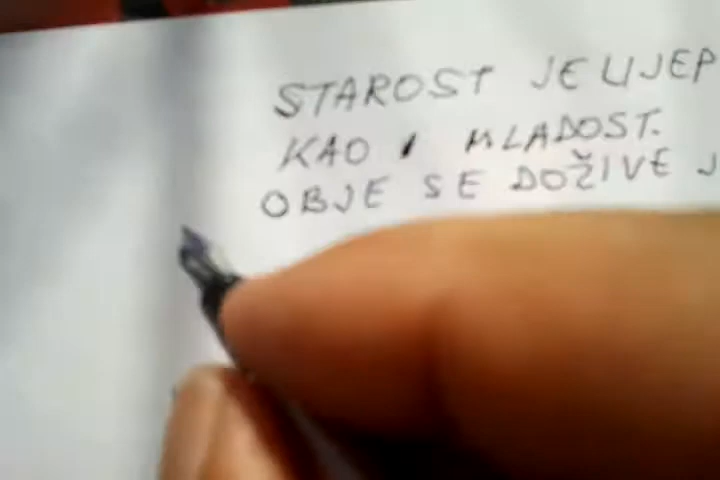 STAROST JE LIJEP
KAO I MLADOST.
OBJE SE DOŽIVE J